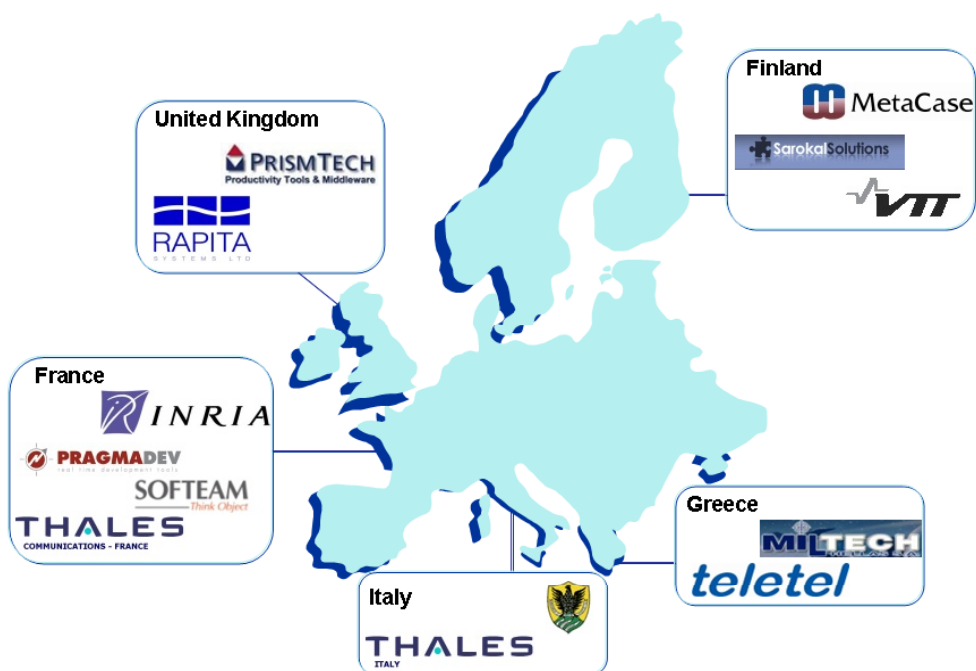 Finland
MetaCase
SarokalSolutions
VTT
United Kingdom
PRISMTECH
Productivity Tools & Middleware
RAPITA
SYSTEMS LTD
France
INRIA
PRAGMADEV
real time development tools
SOFTEAM
Think Object
THALES
COMMUNICATIONS - FRANCE
Greece
MILTECH
HELLAS S.A.
teletel
Italy
THALES
ITALY